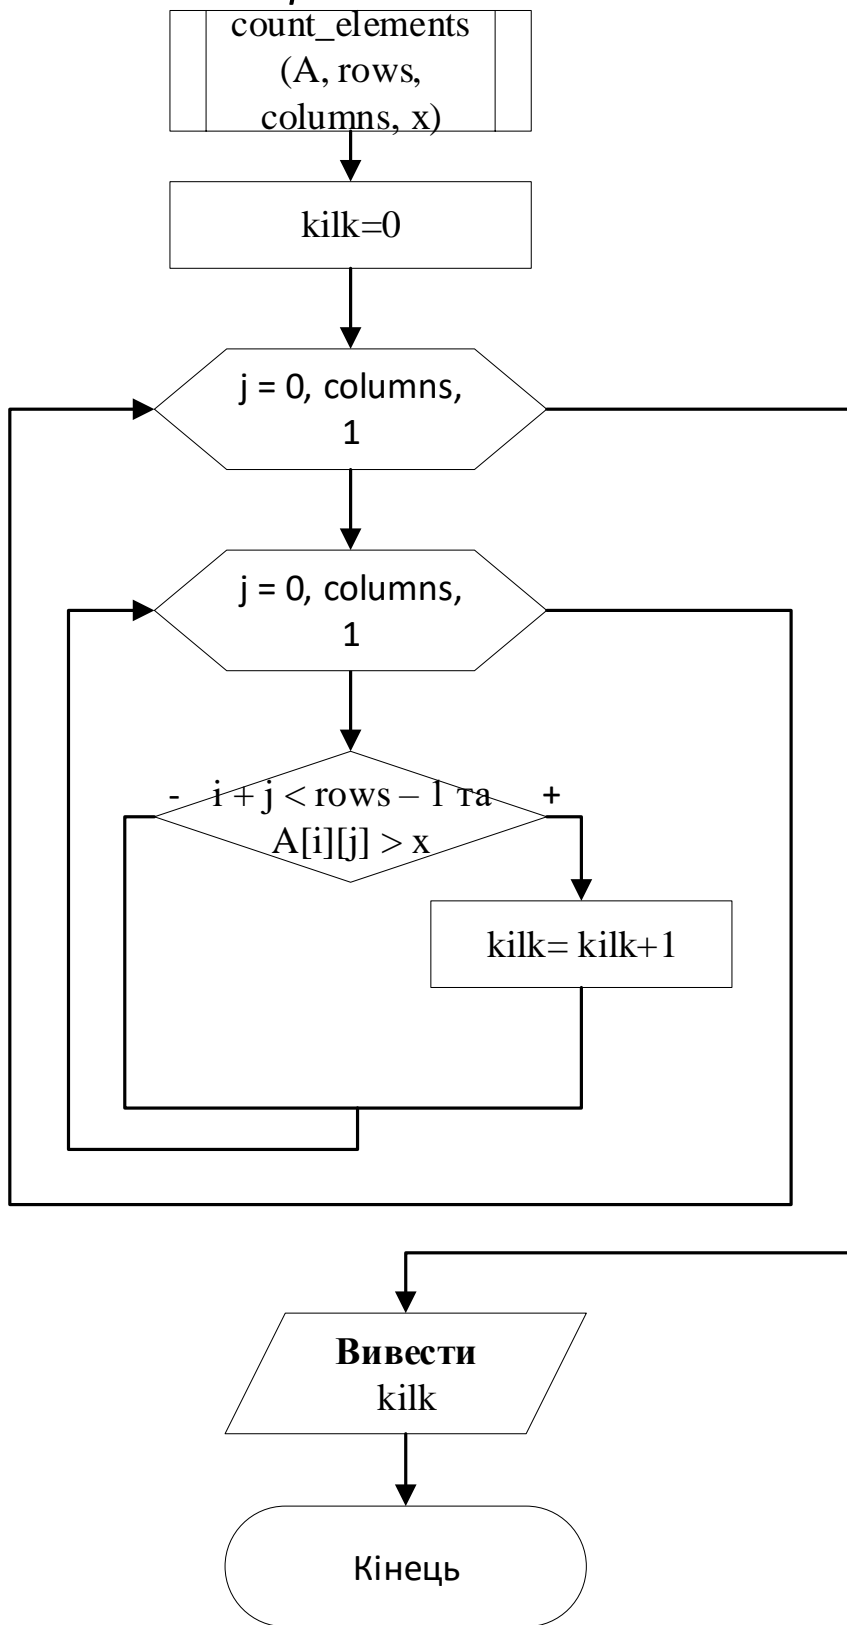 count_elements
(A, rows,
columns, x)
kilk=0
j = 0, columns,
1
j = 0, columns,
1
- i + j < rows – 1 та +
A[i][j] > x
kilk= kilk+1
Вивести
kilk
Кінець